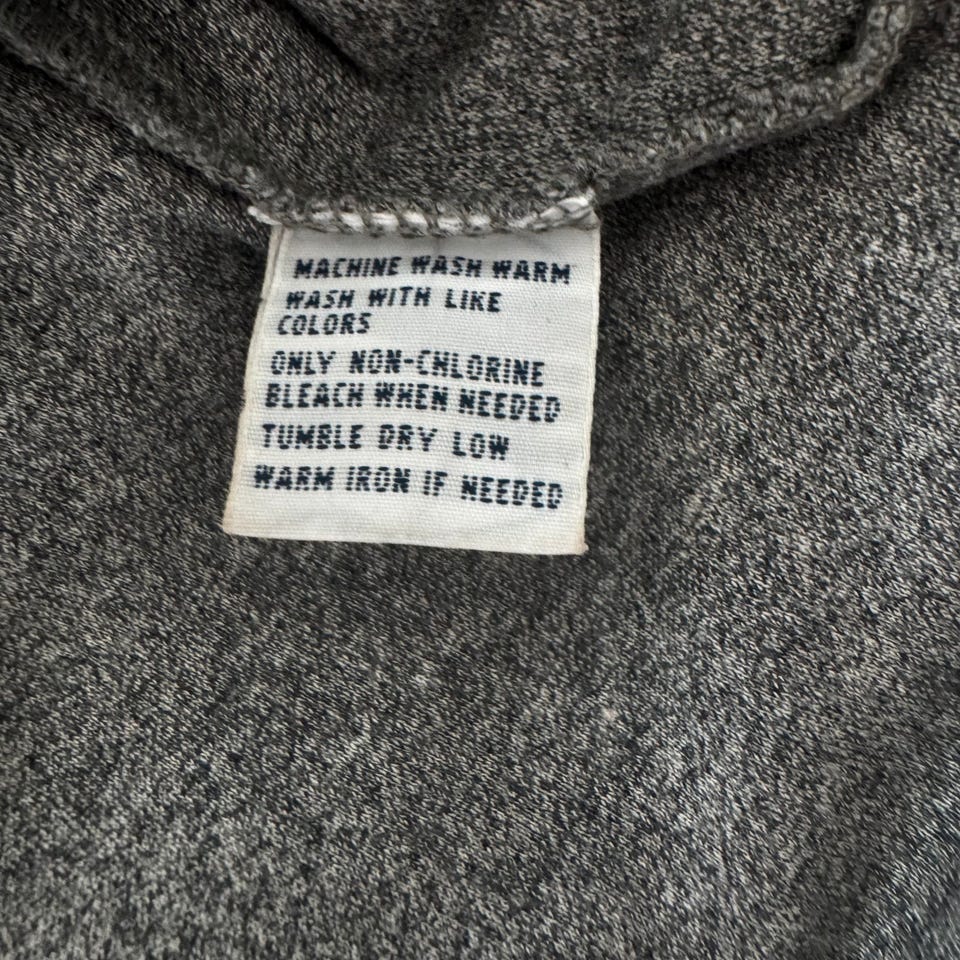 MACHINE WASH WARM
WASH WITH LIKE
COLORS
ONLY NON-CHLORINE
BLEACH WHEN NEEDED
TUMBLE DRY LOW
WARM IRON IF NEEDED